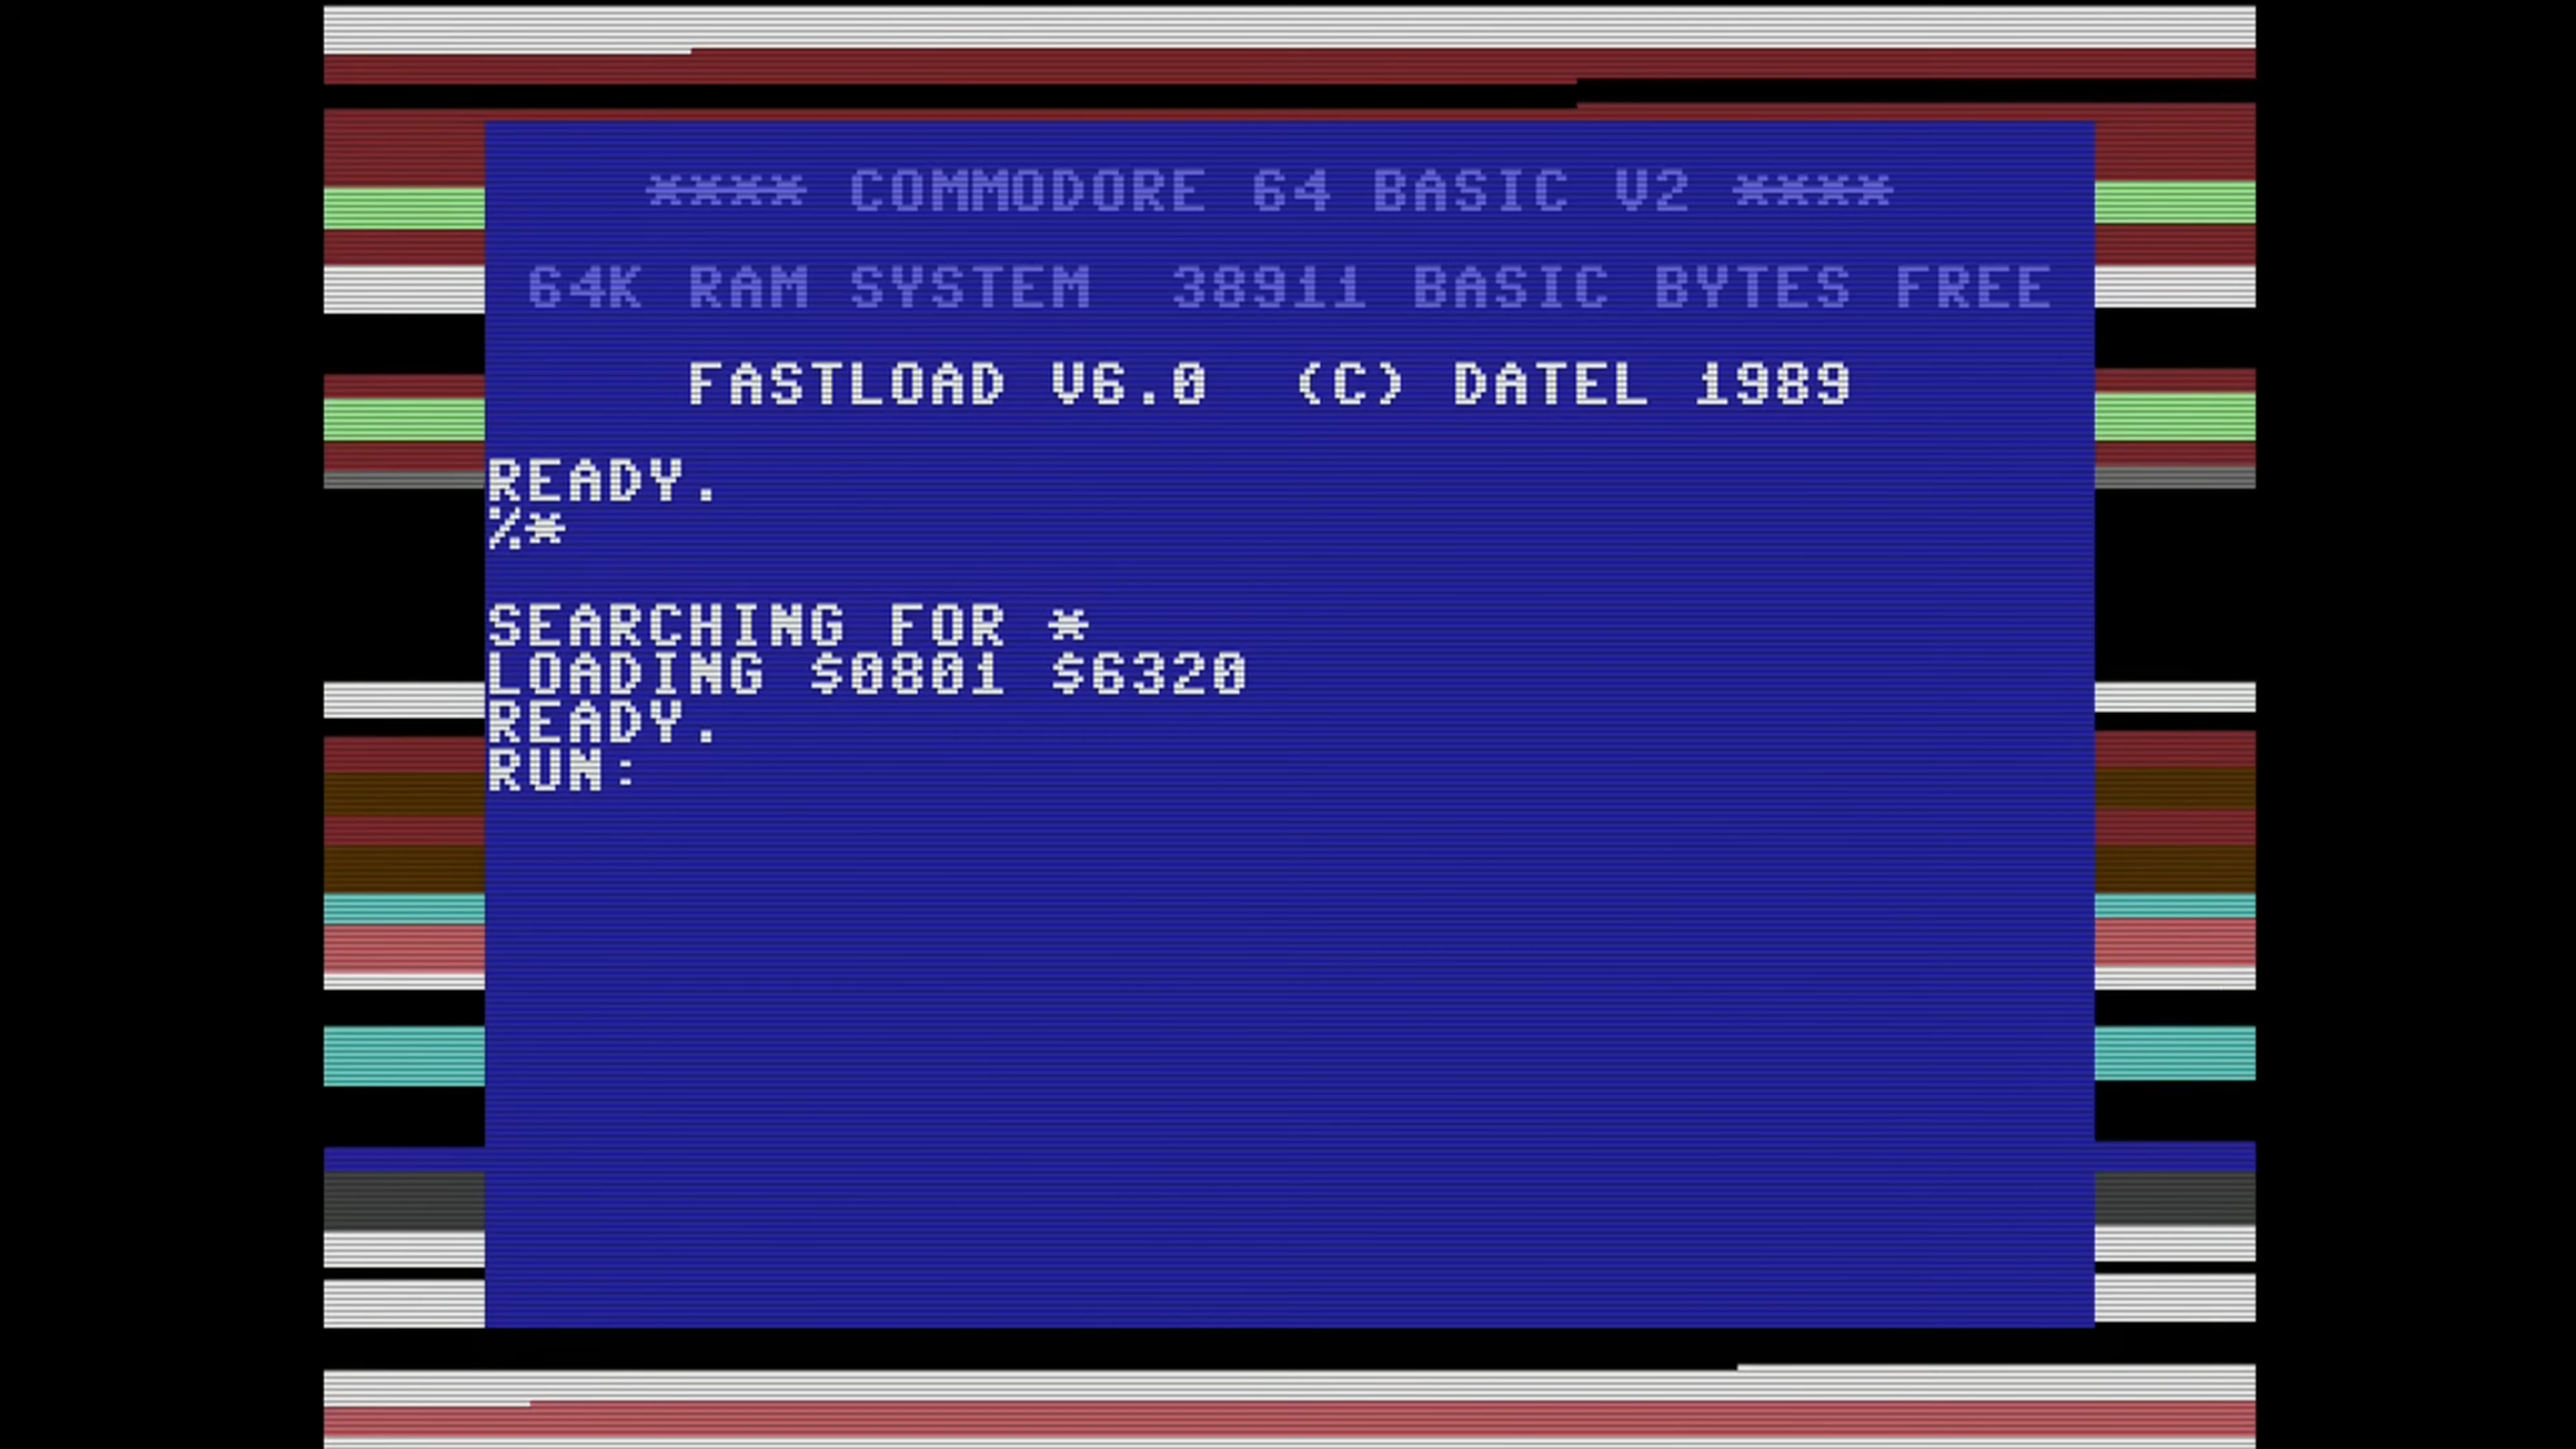 **** COMMODORE 64 BASIC V2 ****
64K RAM SYSTEM  38911 BASIC BYTES FREE
FASTLOAD V6.0  (C) DATEL 1989
READY.
%*
SEARCHING FOR *
LOADING $0801 $6320
READY.
RUN: